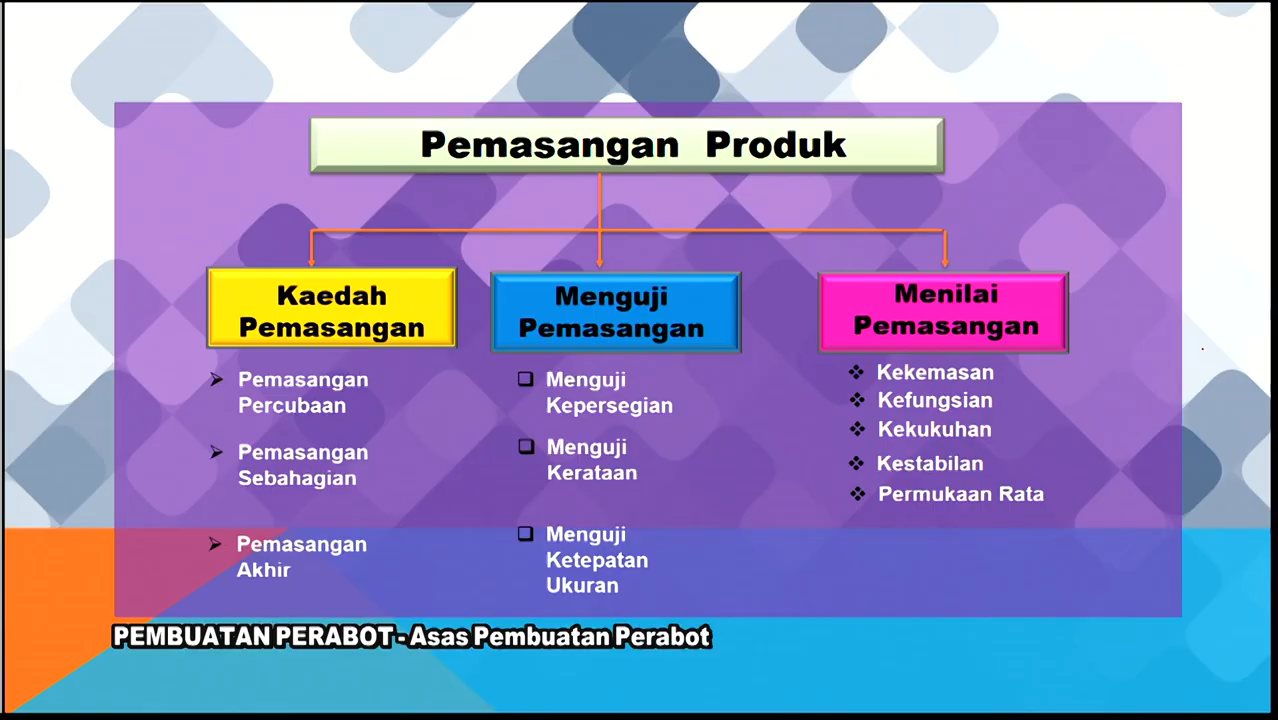 Pemasangan Produk
Kaedah
Pemasangan
Pemasangan
Percubaan
Pemasangan
Sebahagian
Pemasangan
Akhir
Menguji
Pemasangan
Menguji
Kepersegian
Menguji
Kerataan
Menguji
Ketepatan
Ukuran
Menilai
Pemasangan
Kekemasan
Kefungsian
Kekukuhan
Kestabilan
Permukaan Rata
PEMBUATAN PERABOT - Asas Pembuatan Perabot